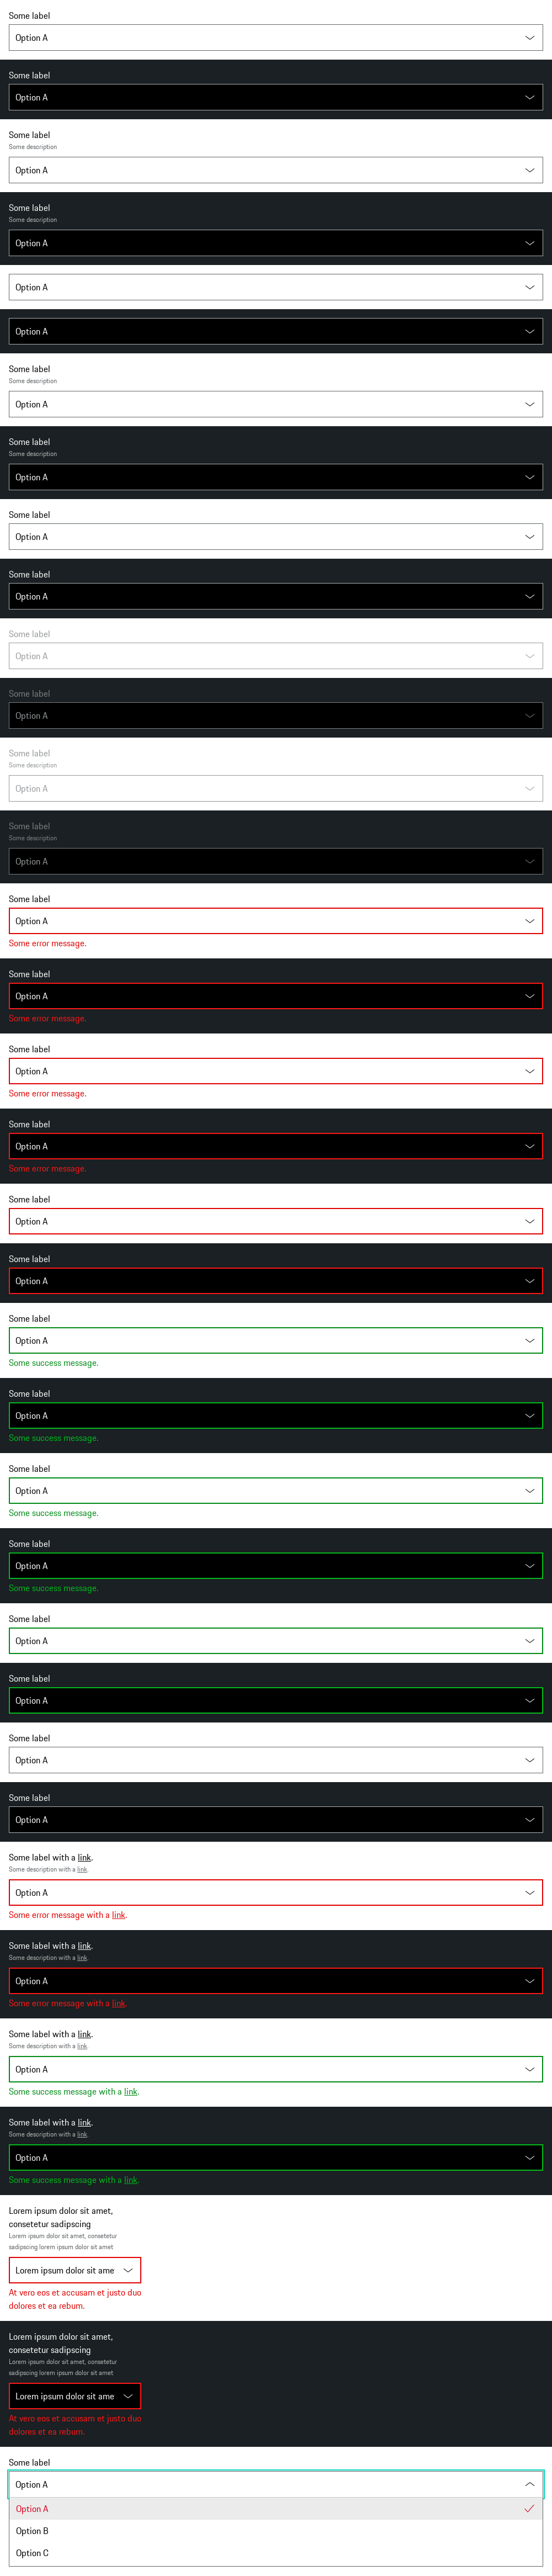 Some label
Option A
Some label
Option A
Some label
Some description
Option A
Some label
Some description
Option A
Option A
Option A
Some label
Some description
Option A
Some label
Some description
Option A
Some label
Option A
Some label
Option A
Some label
Option A
Some label
Option A
Some label
Some description
Option A
Some label
Some description
Option A
Some label
Option A
Some error message.
Some label
Option A
Some error message.
Some label
Option A
Some error message.
Some label
Option A
Some error message.
Some label
Option A
Some label
Option A
Some label
Option A
Some success message.
Some label
Option A
Some success message.
Some label
Option A
Some success message.
Some label
Option A
Some success message.
Some label
Option A
Some label
Option A
Some label
Option A
Some label
Option A
Some label with a link.
Some description with a link.
Option A
Some error message with a link.
Some label with a link.
Some description with a link.
Option A
Some error message with a link.
Some label with a link.
Some description with a link.
Option A
Some success message with a link.
Some label with a link.
Some description with a link.
Option A
Some success message with a link.
Lorem ipsum dolor sit amet,
consetetur sadipscing
Lorem ipsum dolor sit amet, consetetur
sadipscing lorem ipsum dolor sit amet
Lorem ipsum dolor sit ame
At vero eos et accusam et justo duo
dolores et ea rebum.
Lorem ipsum dolor sit amet,
consetetur sadipscing
Lorem ipsum dolor sit amet, consetetur
sadipscing lorem ipsum dolor sit amet
Lorem ipsum dolor sit ame
At vero eos et accusam et justo duo
dolores et ea rebum.
Some label
Option A
Option A
Option B
Option C